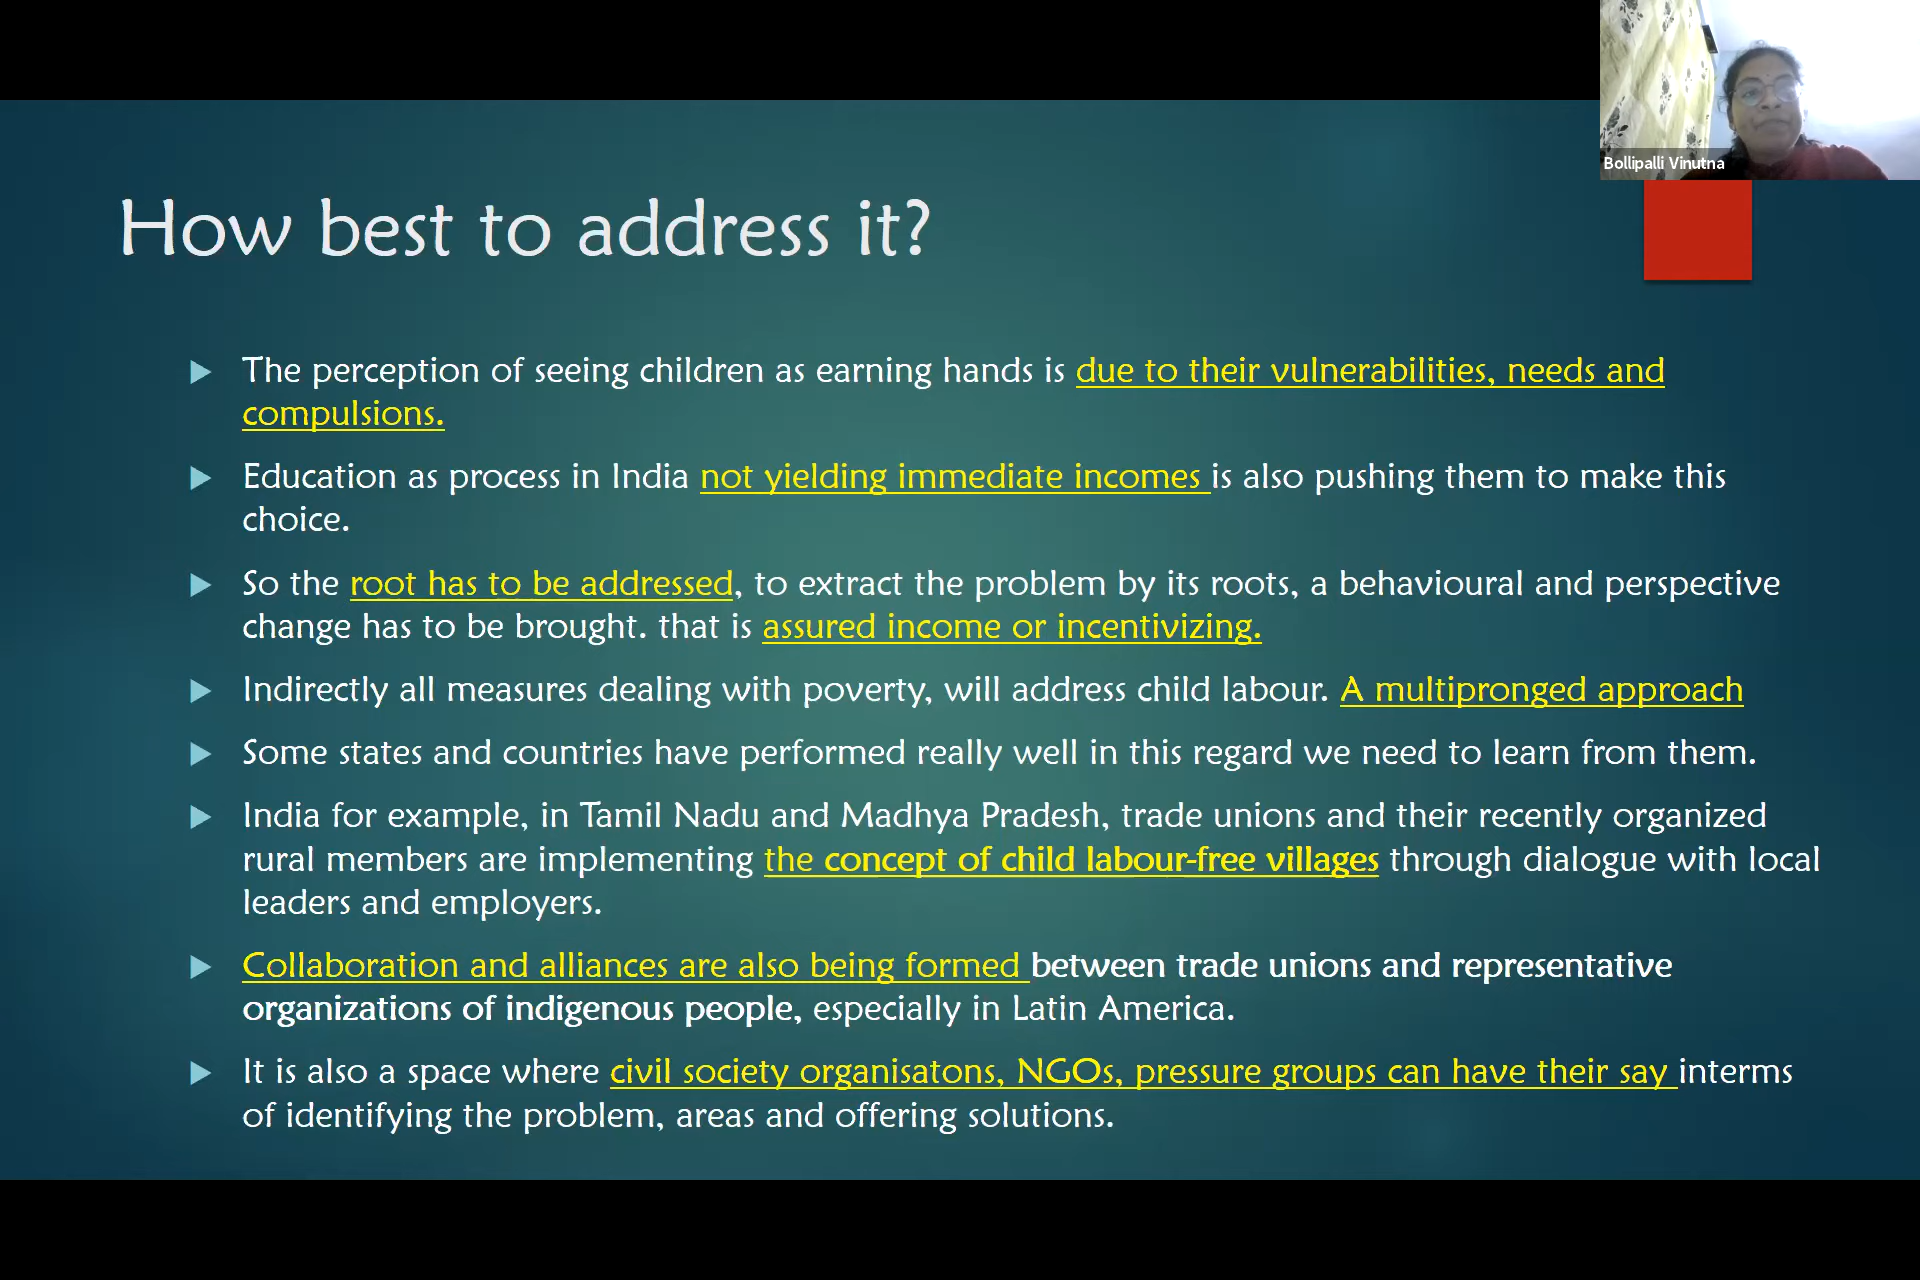 Bollipalli Vinutna
How best to address it?
The perception of seeing children as earning hands is due to their vulnerabilities, needs and
compulsions.
Education as process in India not yielding immediate incomes is also pushing them to make this
choice.
So the root has to be addressed, to extract the problem by its roots, a behavioural and perspective
change has to be brought. that is assured income or incentivizing.
Indirectly all measures dealing with poverty, will address child labour. A multipronged approach
Some states and countries have performed really well in this regard we need to learn from them.
India for example, in Tamil Nadu and Madhya Pradesh, trade unions and their recently organized
rural members are implementing the concept of child labour-free villages through dialogue with local
leaders and employers.
Collaboration and alliances are also being formed between trade unions and representative
organizations of indigenous people, especially in Latin America.
It is also a space where civil society organisatons, NGOs, pressure groups can have their say interms
of identifying the problem, areas and offering solutions.